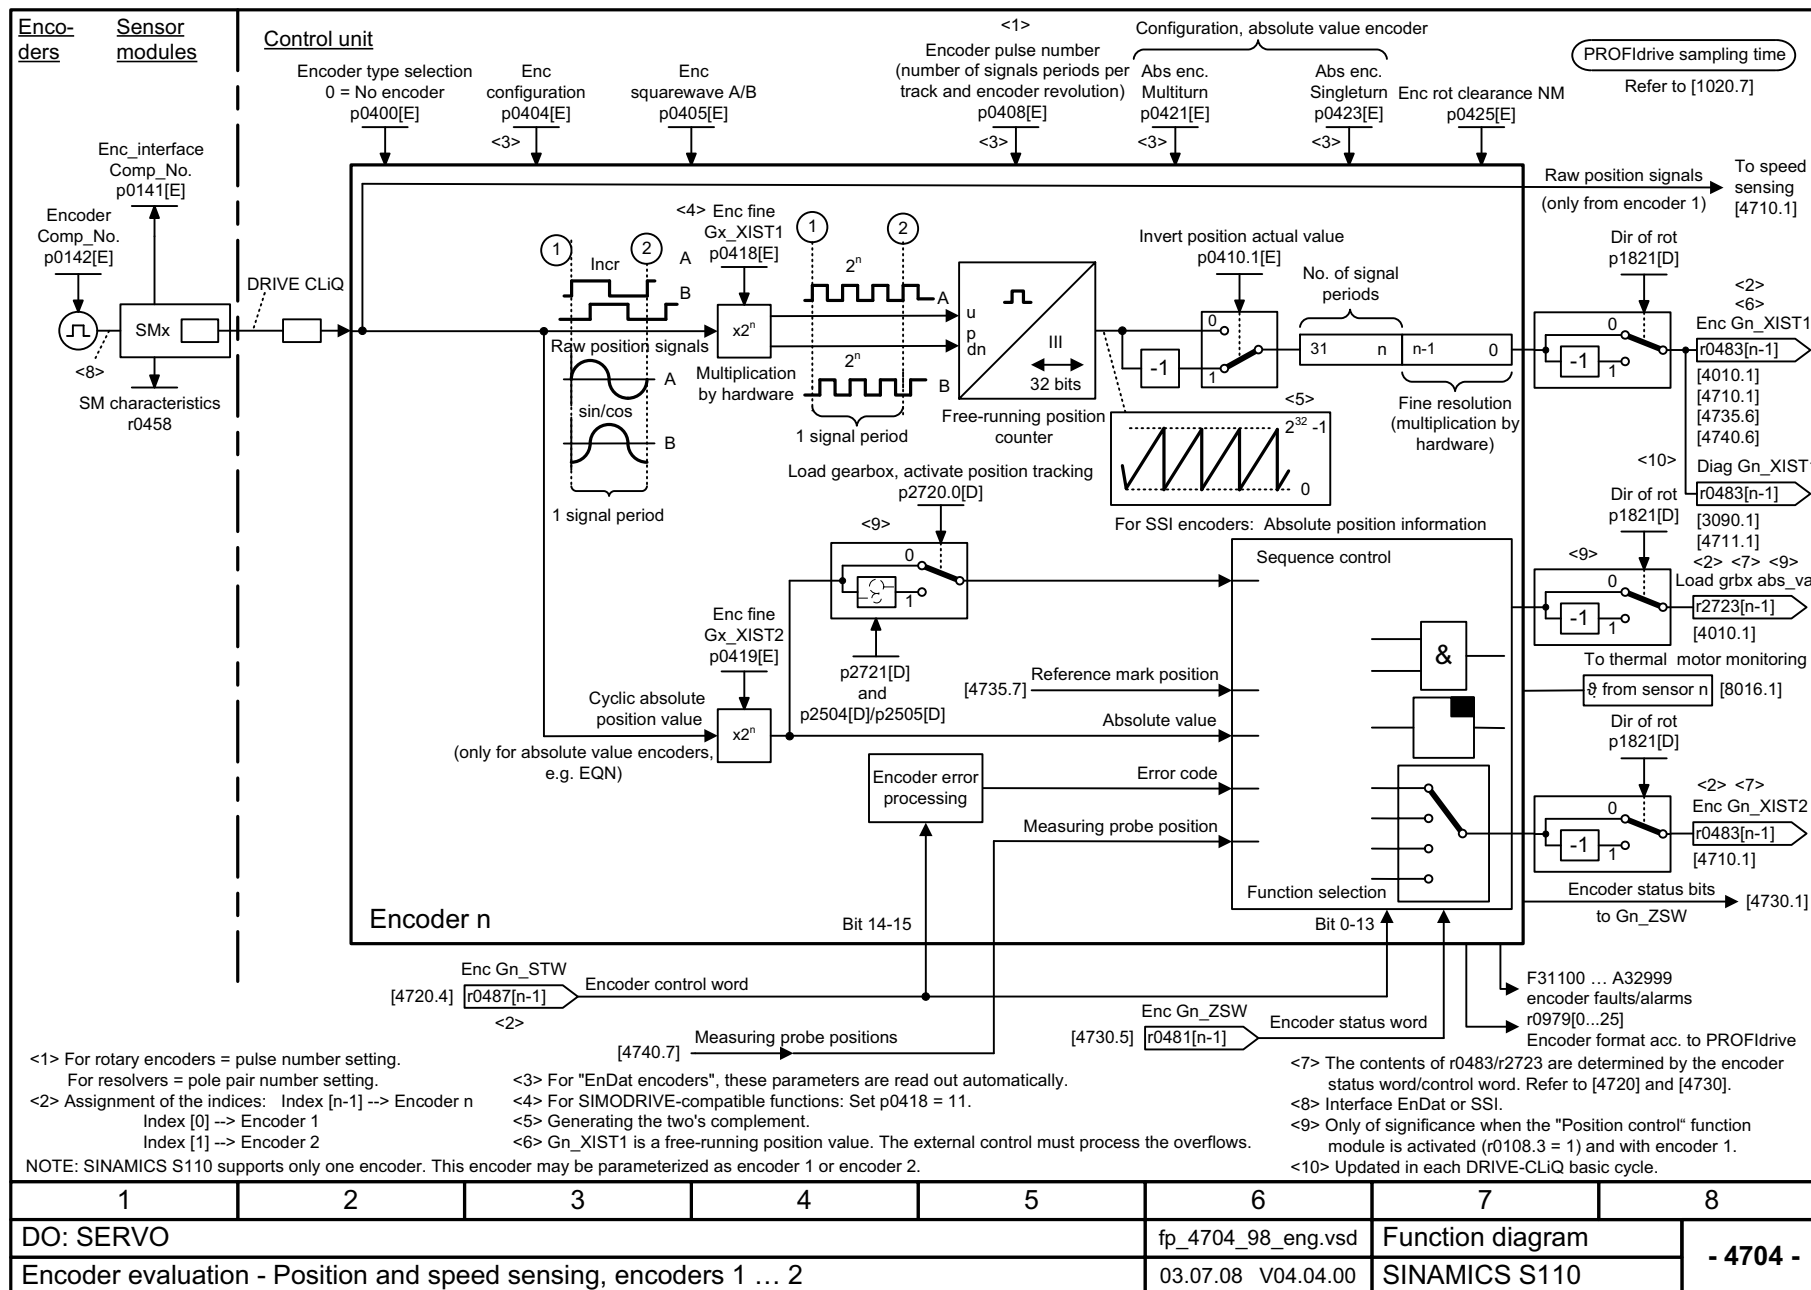 Enco-
ders
Sensor
modules
Control unit
Encoder type selection
0 = No encoder
p0400[E]
Enc
configuration
p0404[E]
<3>
Enc
squarewave A/B
p0405[E]
<1>
Encoder pulse number
(number of signals periods per
track and encoder revolution)
p0408[E]
<3>
Configuration, absolute value encoder
Abs enc.
Multiturn
p0421[E]
<3>
Abs enc.
Singleturn
p0423[E]
<3>
Enc rot clearance NM
p0425[E]
PROFIdrive sampling time
Refer to [1020.7]
Enc_interface
Comp_No.
p0141[E]
Encoder
Comp_No.
p0142[E]
DRIVE CLiQ
SMx
<8>
SM characteristics
r0458
Raw position signals
(only from encoder 1)
To speed
sensing
[4710.1]
1
2
Incr
A
B
Raw position signals
A
sin/cos
B
1 signal period
<4> Enc fine
Gx_XIST1
p0418[E]
x2n
Multiplication
by hardware
1
2
2n
A
2n
B
1 signal period
u
p
dn
III
32 bits
Free-running position
counter
Invert position actual value
p0410.1[E]
0
-1
1
<5>
232 -1
0
No. of signal
periods
31
n
n-1
0
Fine resolution
(multiplication by
hardware)
Dir of rot
p1821[D]
0
-1
1
<2>
<6>
Enc Gn_XIST1
r0483[n-1]
[4010.1]
[4710.1]
[4735.6]
[4740.6]
<10>
Diag Gn_XIST1
r0483[n-1]
[3090.1]
[4711.1]
Load gearbox, activate position tracking
p2720.0[D]
<9>
0
1
p2721[D]
and
p2504[D]/p2505[D]
For SSI encoders: Absolute position information
Sequence control
Dir of rot
p1821[D]
<9>
0
-1
1
<2> <7> <9>
Load grbx abs_va
r2723[n-1]
[4010.1]
Enc fine
Gx_XIST2
p0419[E]
x2n
Cyclic absolute
position value
(only for absolute value encoders,
e.g. EQN)
[4735.7]
Reference mark position
Absolute value
&
To thermal motor monitoring
ϑ from sensor n
[8016.1]
Encoder error
processing
Error code
Measuring probe position
Function selection
Dir of rot
p1821[D]
0
-1
1
<2> <7>
Enc Gn_XIST2
r0483[n-1]
[4710.1]
Encoder status bits
to Gn_ZSW
[4730.1]
Encoder n
Bit 14-15
Bit 0-13
Enc Gn_STW
[4720.4]
r0487[n-1]
Encoder control word
<2>
[4740.7]
Measuring probe positions
Enc Gn_ZSW
[4730.5]
r0481[n-1]
Encoder status word
F31100 … A32999
encoder faults/alarms
r0979[0...25]
Encoder format acc. to PROFIdrive
<1> For rotary encoders = pulse number setting.
For resolvers = pole pair number setting.
<2> Assignment of the indices: Index [n-1] --> Encoder n
Index [0] --> Encoder 1
Index [1] --> Encoder 2
<3> For "EnDat encoders", these parameters are read out automatically.
<4> For SIMODRIVE-compatible functions: Set p0418 = 11.
<5> Generating the two's complement.
<6> Gn_XIST1 is a free-running position value. The external control must process the overflows.
<7> The contents of r0483/r2723 are determined by the encoder
status word/control word. Refer to [4720] and [4730].
<8> Interface EnDat or SSI.
<9> Only of significance when the "Position control“ function
module is activated (r0108.3 = 1) and with encoder 1.
<10> Updated in each DRIVE-CLiQ basic cycle.
NOTE: SINAMICS S110 supports only one encoder. This encoder may be parameterized as encoder 1 or encoder 2.
1
2
3
4
5
6
7
8
DO: SERVO
fp_4704_98_eng.vsd
Function diagram
- 4704 -
Encoder evaluation - Position and speed sensing, encoders 1 … 2
03.07.08 V04.04.00
SINAMICS S110